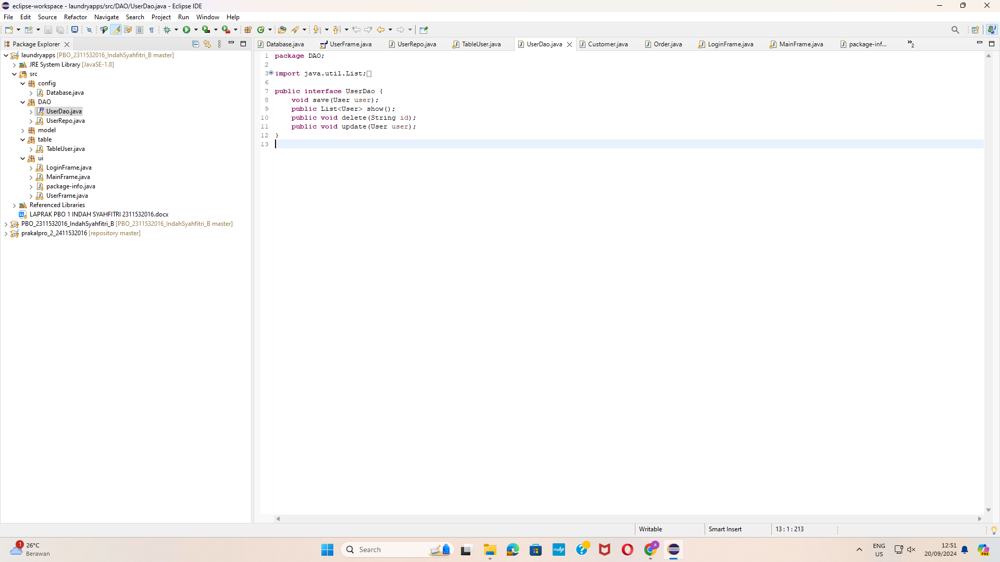 eclipse-workspace - laundryapps/src/DAO/UserDao.java - Eclipse IDE
File Edit Source Refactor Navigate Search Project Run Window Help
Package Explorer
Database.java UserFrame.java UserRepo.java TableUser.java UserDao.java Customer.java Order.java LoginFrame.java MainFrame.java package-inf... »2
laundryapps [PBO_2311532016_IndahSyahfitri_B master]
JRE System Library [JavaSE-1.8]
src
config
Database.java
DAO
UserDao.java
UserRepo.java
model
table
TableUser.java
ui
LoginFrame.java
MainFrame.java
package-info.java
UserFrame.java
Referenced Libraries
LAPRAK PBO 1 INDAH SYAHFITRI 2311532016.docx
PBO_2311532016_IndahSyahfitri_B [PBO_2311532016_IndahSyahfitri_B master]
prakalpro_2_2411532016 [repository master]
1 package DAO;
2
3 import java.util.List;
6
7 public interface UserDao {
8 void save(User user);
9 public List<User> show();
10 public void delete(String id);
11 public void update(User user);
12 }
13
Writable Smart Insert 13 : 1 : 213
1 26°C
Berawan
Search
myhp
a
ENG
US
12:51
20/09/2024
PRE